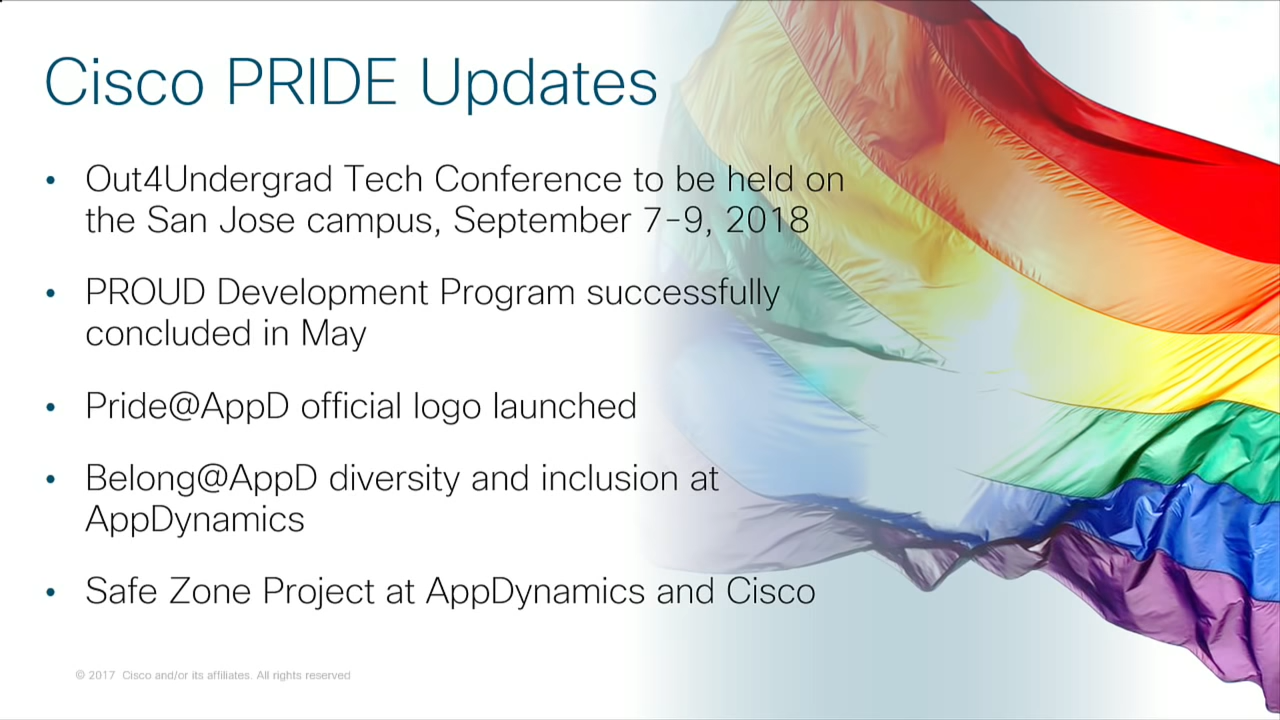 Cisco PRIDE Updates
• Out4Undergrad Tech Conference to be held on
the San Jose campus, September 7-9, 2018
• PROUD Development Program successfully
concluded in May
• Pride@AppD official logo launched
• Belong@AppD diversity and inclusion at
AppDynamics
• Safe Zone Project at AppDynamics and Cisco
© 2017 Cisco and/or its affiliates. All rights reserved